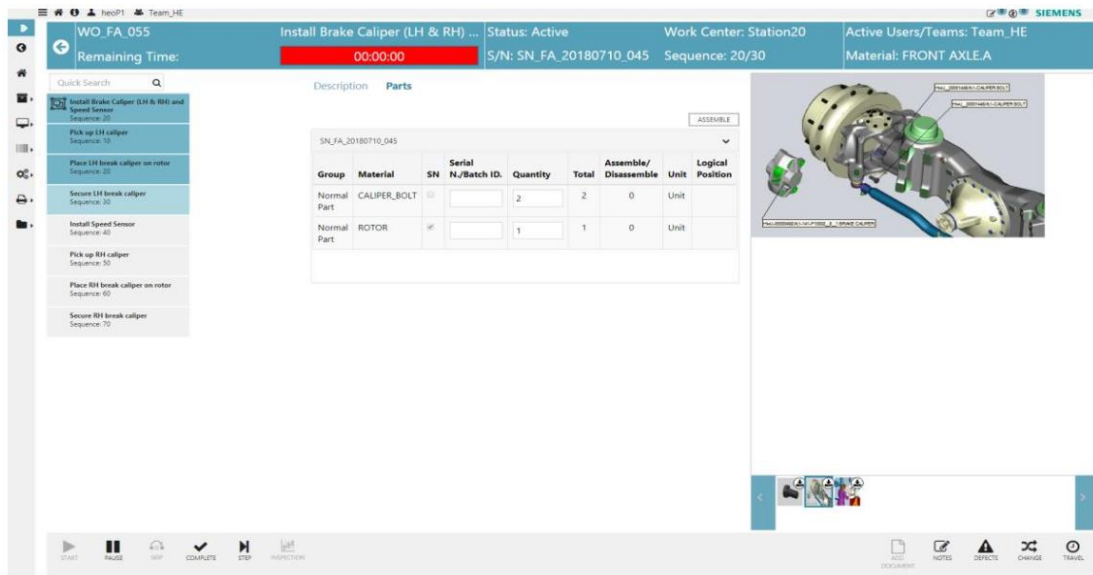 heoP1 Team_HE
SIEMENS
WO_FA_055
Install Brake Caliper (LH & RH) ...
Status: Active
Work Center: Station20
Active Users/Teams: Team_HE
Remaining Time:
00:00:00
S/N: SN_FA_20180710_045
Sequence: 20/30
Material: FRONT AXLE.A
Quick Search
Install Brake Caliper (LH & RH) and
Speed Sensor
Sequence: 20
Pick up LH caliper
Sequence: 10
Place LH break caliper on rotor
Sequence: 20
Secure LH break caliper
Sequence: 30
Install Speed Sensor
Sequence: 40
Pick up RH caliper
Sequence: 50
Place RH break caliper on rotor
Sequence: 60
Secure RH break caliper
Sequence: 70
Description Parts
ASSEMBLE
SN_FA_20180710_045
Group Material SN Serial N./Batch ID. Quantity Total Assemble/ Disassemble Unit Logical Position
Normal Part CALIPER_BOLT 2 2 0 Unit
Normal Part ROTOR 1 1 0 Unit
START PAUSE SKIP COMPLETE STEP INSPECTION
ADD DOCUMENT NOTES DEFECTS CHANGE TRAVEL